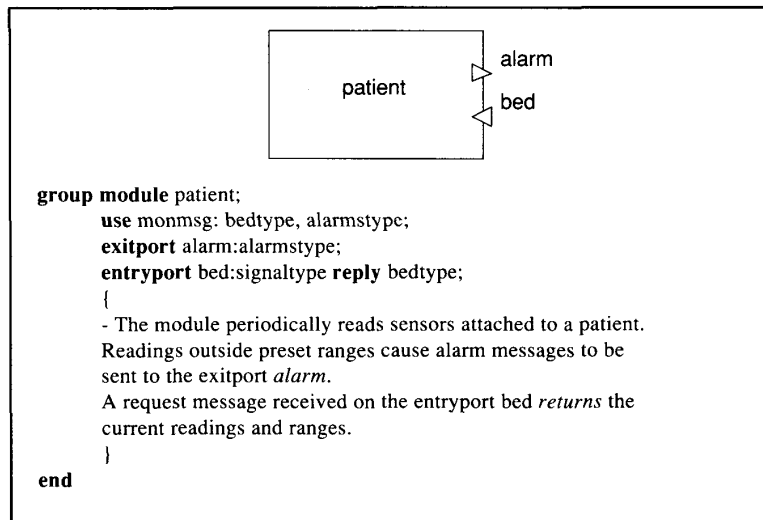 alarm
patient
bed
group module patient;
use monmsg: bedtype, alarmstype;
exitport alarm:alarmstype;
entryport bed:signaltype reply bedtype;
{
- The module periodically reads sensors attached to a patient.
Readings outside preset ranges cause alarm messages to be
sent to the exitport alarm.
A request message received on the entryport bed returns the
current readings and ranges.
}
end